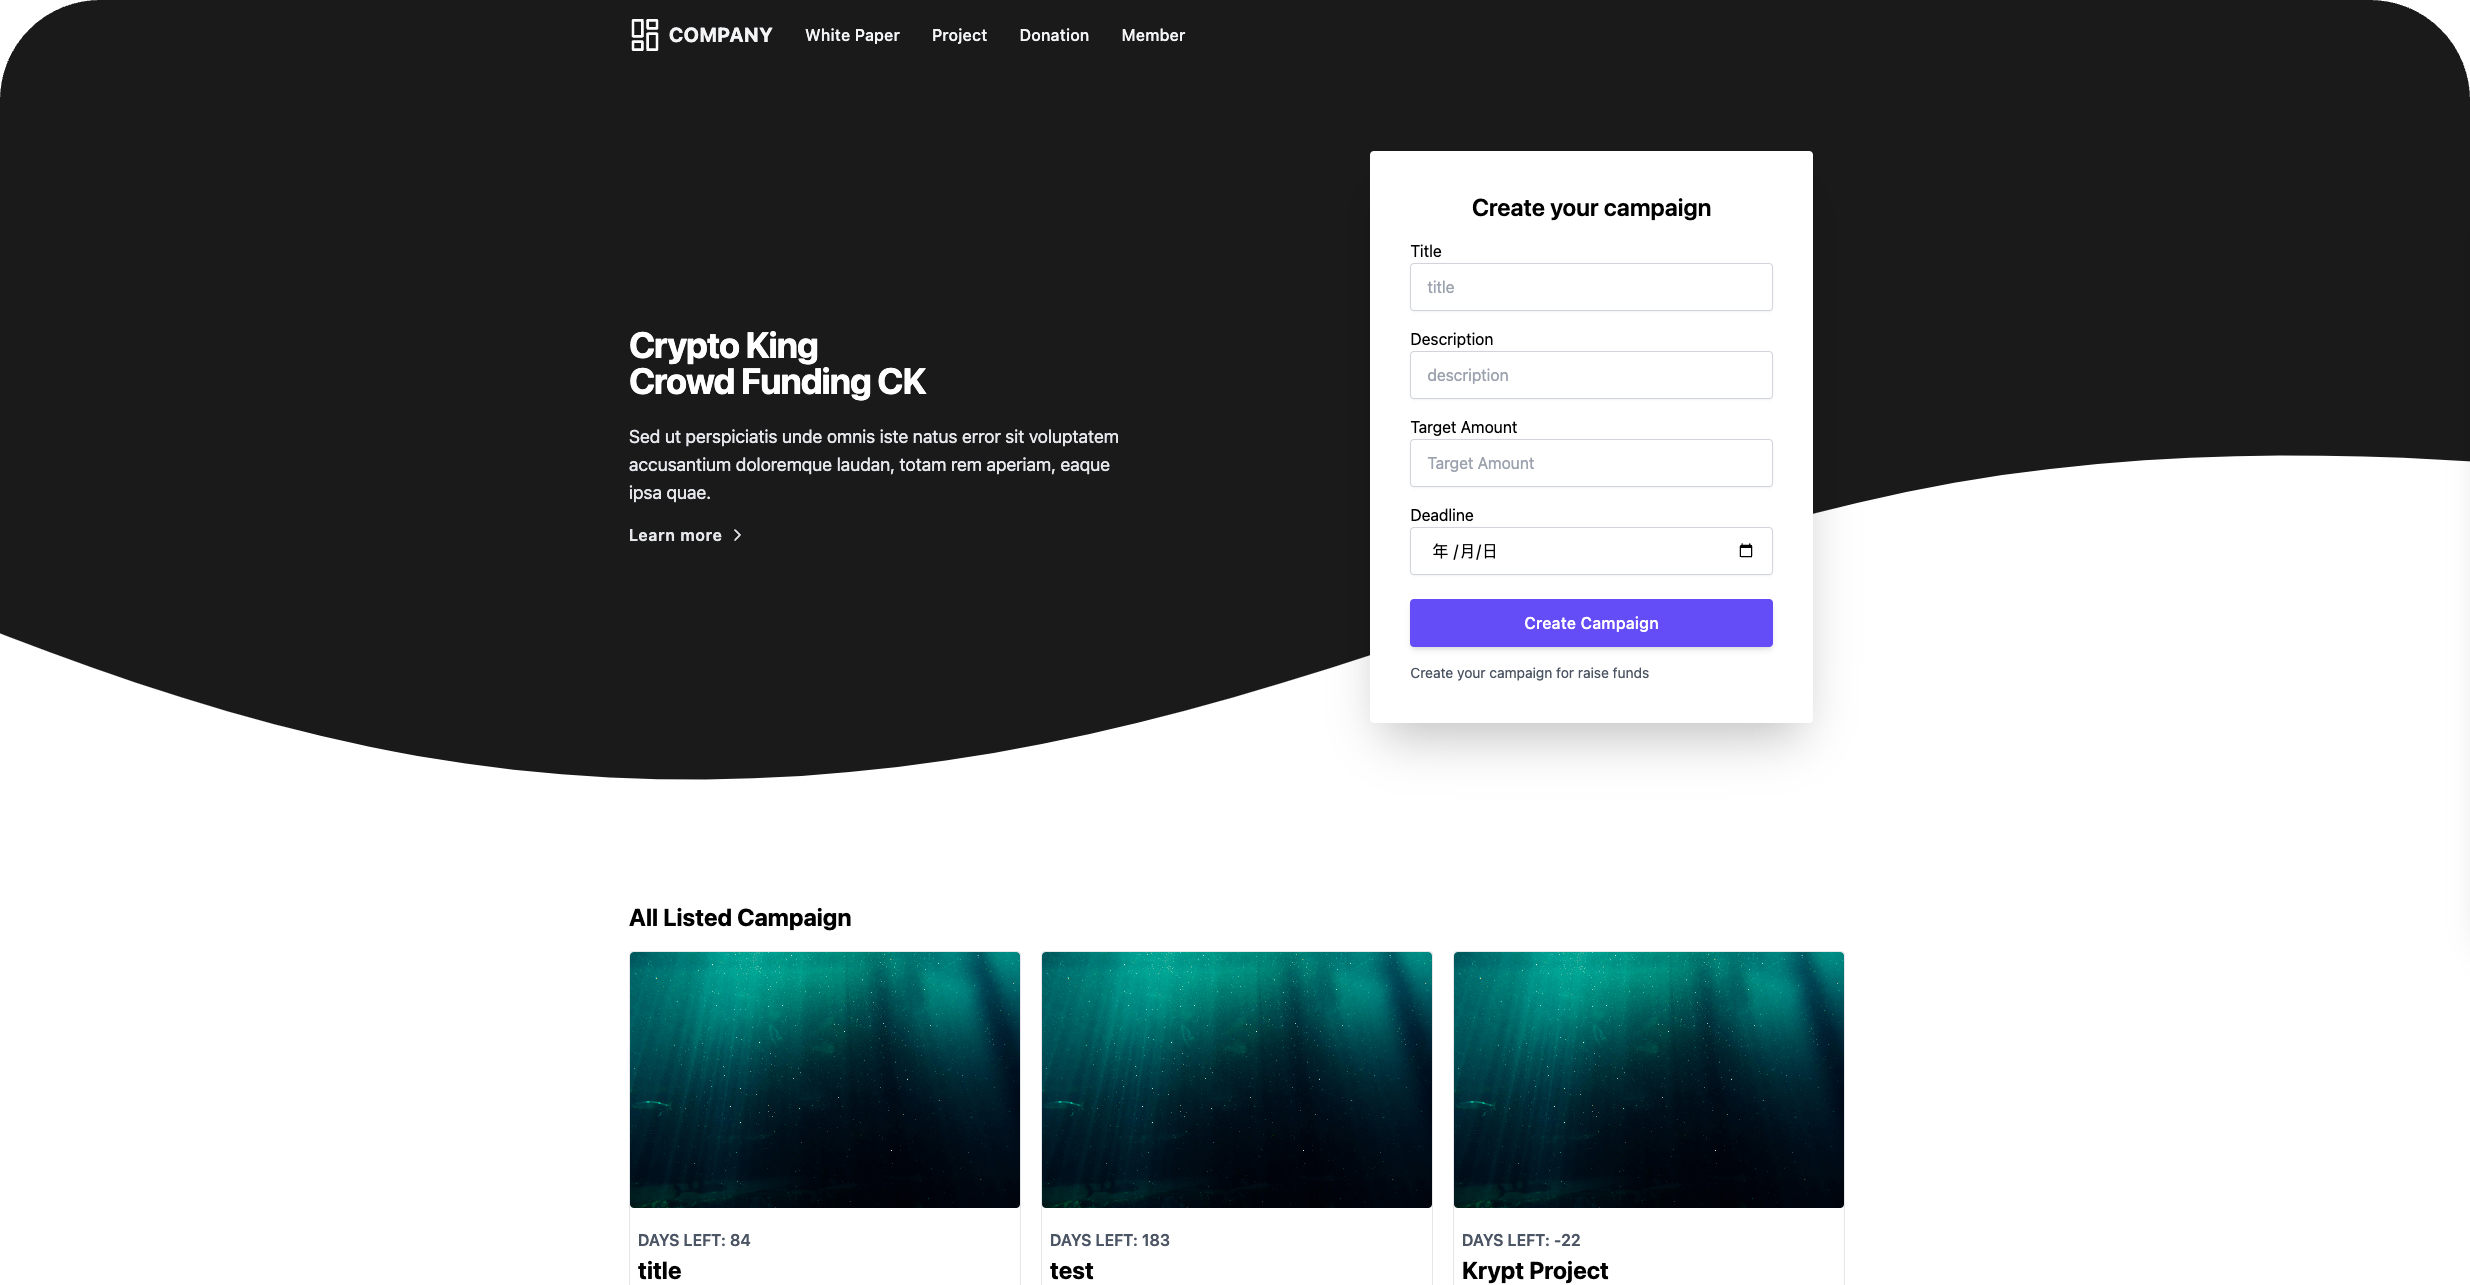 COMPANY White Paper Project Donation Member
Crypto King
Crowd Funding CK
Sed ut perspiciatis unde omnis iste natus error sit voluptatem
accusantium doloremque laudan, totam rem aperiam, eaque
ipsa quae.
Learn more
Create your campaign
Title
title
Description
description
Target Amount
Target Amount
Deadline
年 /月/日
Create Campaign
Create your campaign for raise funds
All Listed Campaign
DAYS LEFT: 84
title
DAYS LEFT: 183
test
DAYS LEFT: -22
Krypt Project